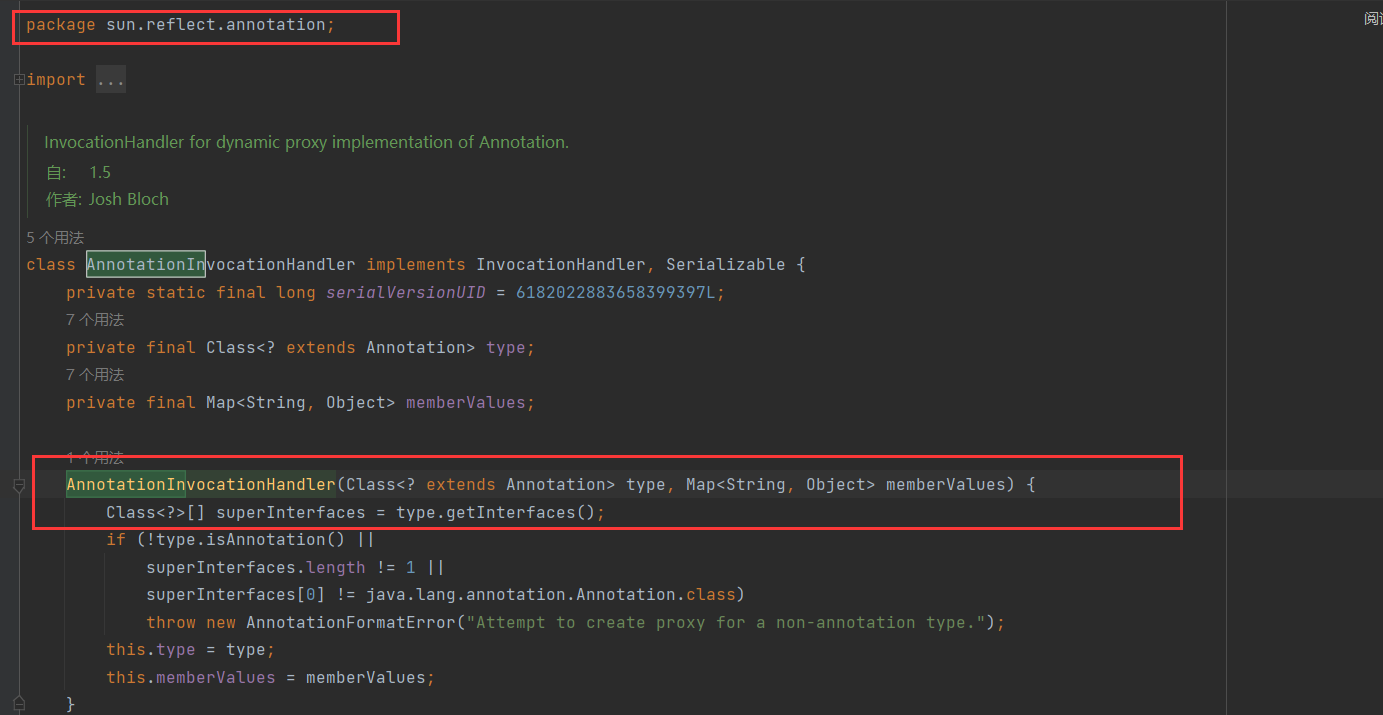 package sun.reflect.annotation;
阅
import ...
InvocationHandler for dynamic proxy implementation of Annotation.
自: 1.5
作者: Josh Bloch
5 个用法
class AnnotationInvocationHandler implements InvocationHandler, Serializable {
private static final long serialVersionUID = 6182022883658399397L;
7 个用法
private final Class<? extends Annotation> type;
7 个用法
private final Map<String, Object> memberValues;
1 个用法
AnnotationInvocationHandler(Class<? extends Annotation> type, Map<String, Object> memberValues) {
Class<?>[] superInterfaces = type.getInterfaces();
if (!type.isAnnotation() ||
superInterfaces.length != 1 ||
superInterfaces[0] != java.lang.annotation.Annotation.class)
throw new AnnotationFormatError("Attempt to create proxy for a non-annotation type.");
this.type = type;
this.memberValues = memberValues;
}